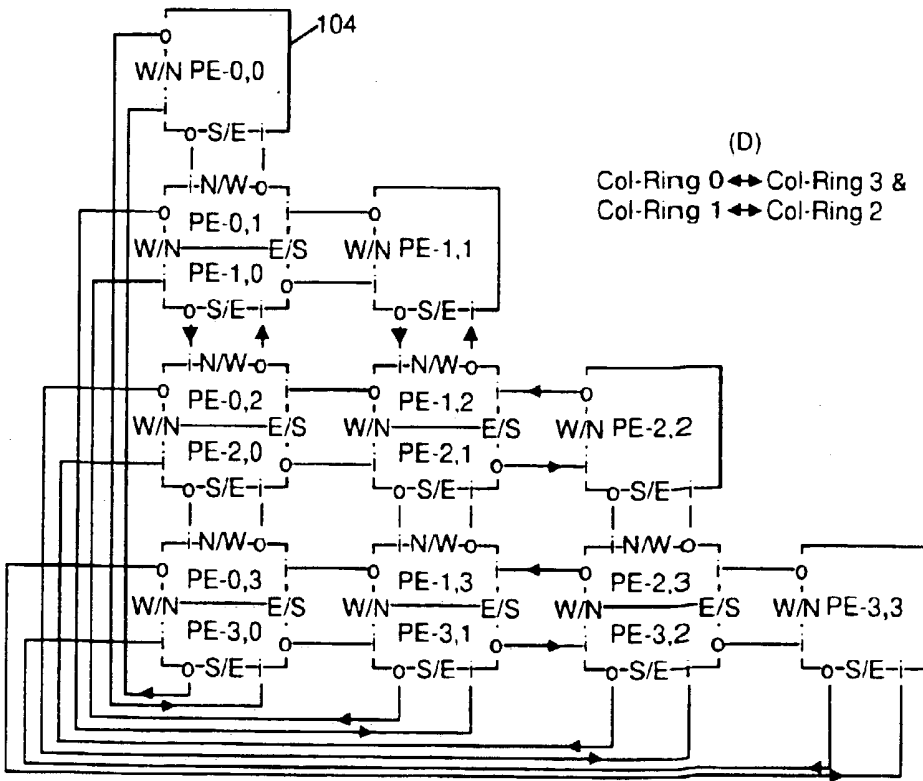 104
o
W/N PE-0,0
i
o-S/E-i
(D)
Col-Ring 0↔Col-Ring 3 &
Col-Ring 1↔Col-Ring 2
i-N/W-o
o PE-0,1 i o
W/N E/S W/N PE-1,1
i PE-1,0 o i
o-S/E-i o-S/E-i
i-N/W-o i-N/W-o
o PE-0,2 i o PE-1,2 i o
W/N E/S W/N E/S W/N PE-2,2
i PE-2,0 o i PE-2,1 o i
o-S/E-i o-S/E-i o-S/E-i
i-N/W-o i-N/W-o i-N/W-o
o PE-0,3 i o PE-1,3 i o PE-2,3 i o
W/N E/S W/N E/S W/N E/S W/N PE-3,3
i PE-3,0 o i PE-3,1 o i PE-3,2 o i
o-S/E-i o-S/E-i o-S/E-i o-S/E-i